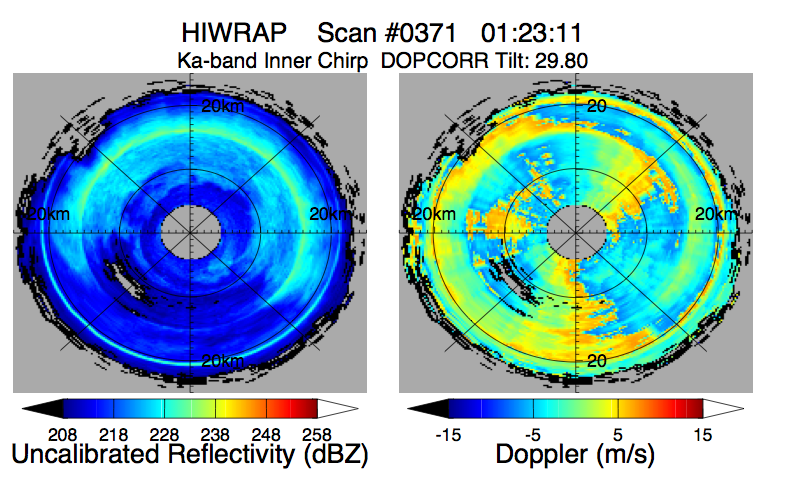 HIWRAP Scan #0371 01:23:11
Ka-band Inner Chirp DOPCORR Tilt: 29.80
20km 20
20km 20km 20km 20
20km 20
208 218 228 238 248 258 -15 -5 5 15
Uncalibrated Reflectivity (dBZ) Doppler (m/s)